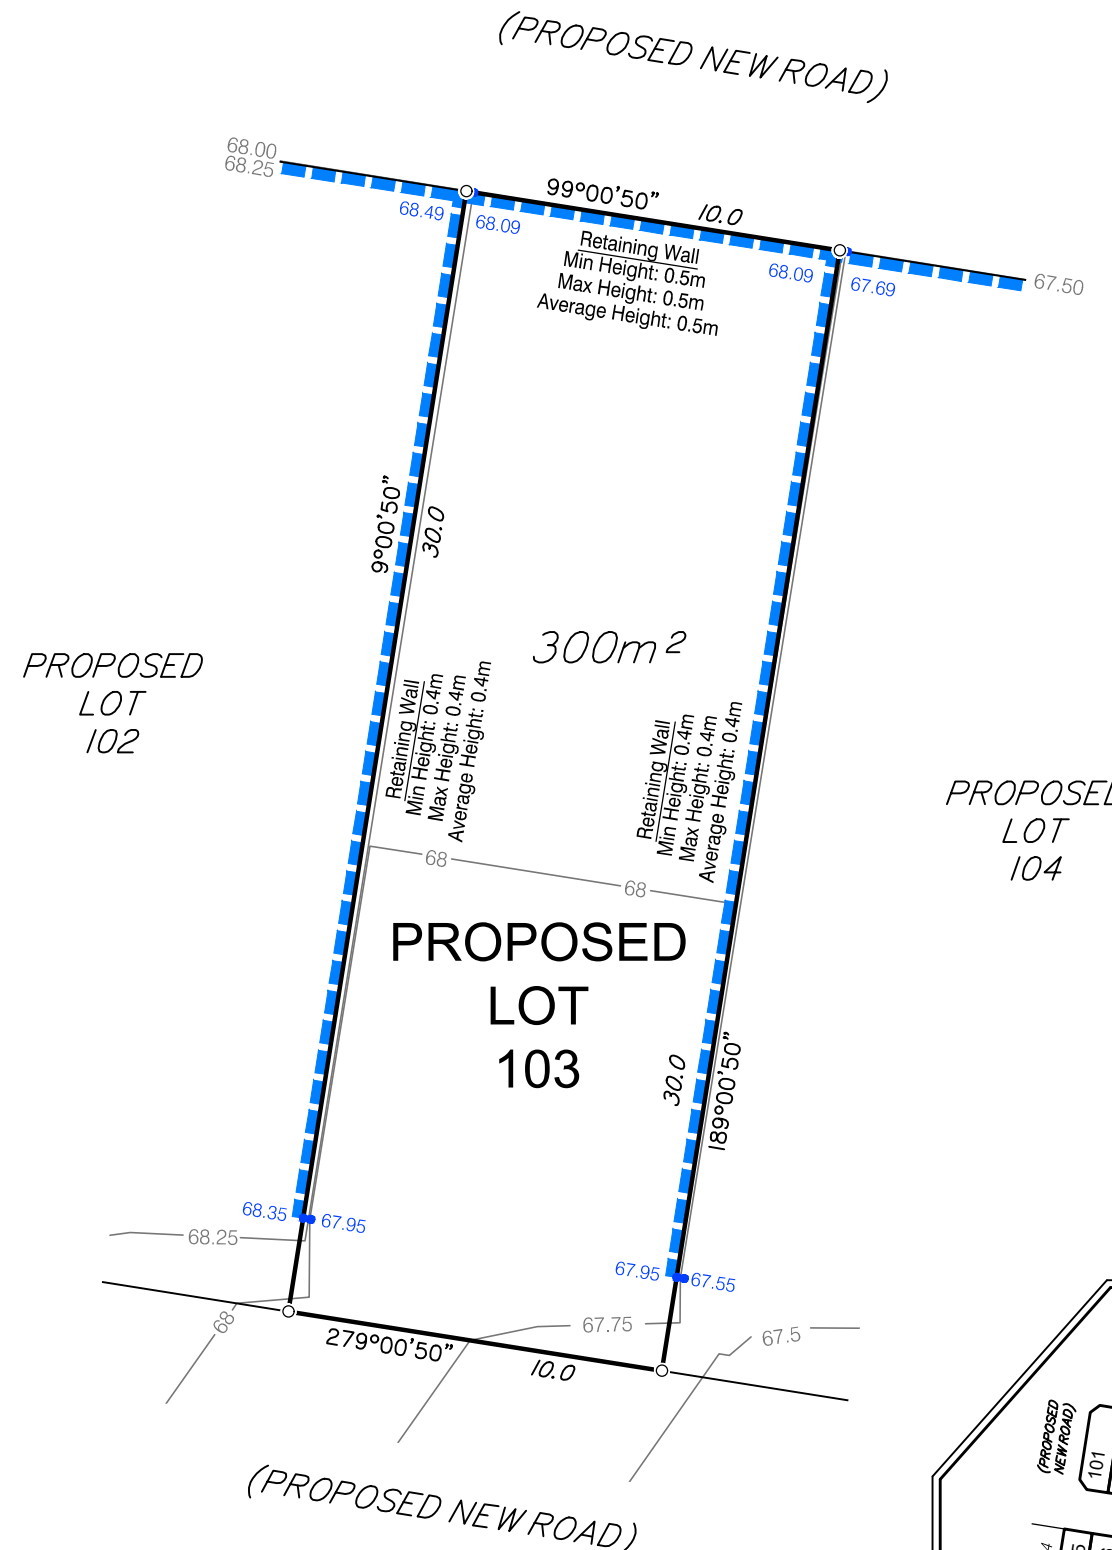 (PROPOSED NEW ROAD)
68.00
68.25
99°00'50"
10.0
68.49
68.09
Retaining Wall
Min Height: 0.5m
Max Height: 0.5m
Average Height: 0.5m
68.09
67.69
67.50
9°00'50"
30.0
300m²
PROPOSED
LOT
102
Retaining Wall
Min Height: 0.4m
Max Height: 0.4m
Average Height: 0.4m
Retaining Wall
Min Height: 0.4m
Max Height: 0.4m
Average Height: 0.4m
PROPOSED
LOT
104
68
68
PROPOSED
LOT
103
30.0
189°00'50"
68.35
67.95
68.25
67.95
67.55
68
67.75
67.5
279°00'50"
10.0
(PROPOSED
NEW ROAD)
101
(PROPOSED NEW ROAD)